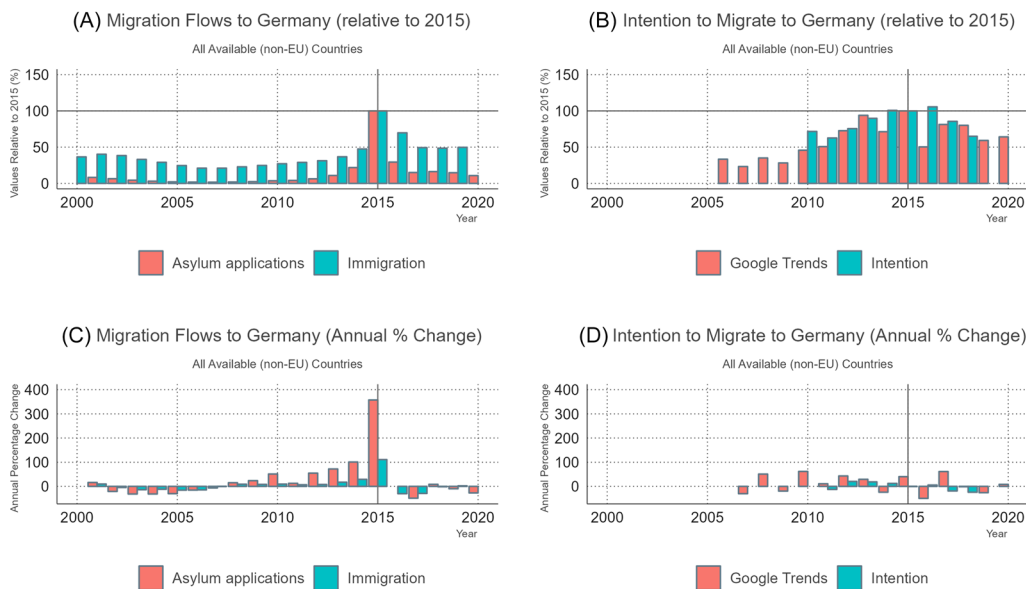 (A) Migration Flows to Germany (relative to 2015)
All Available (non-EU) Countries
Values Relative to 2015 (%)
150
100
50
0
2000 2005 2010 2015 2020
Year
Asylum applications Immigration
(B) Intention to Migrate to Germany (relative to 2015)
All Available (non-EU) Countries
Values Relative to 2015 (%)
150
100
50
0
2000 2005 2010 2015 2020
Year
Google Trends Intention
(C) Migration Flows to Germany (Annual % Change)
All Available (non-EU) Countries
Annual Percentage Change
400
300
200
100
0
2000 2005 2010 2015 2020
Year
Asylum applications Immigration
(D) Intention to Migrate to Germany (Annual % Change)
All Available (non-EU) Countries
Annual Percentage Change
400
300
200
100
0
2000 2005 2010 2015 2020
Year
Google Trends Intention